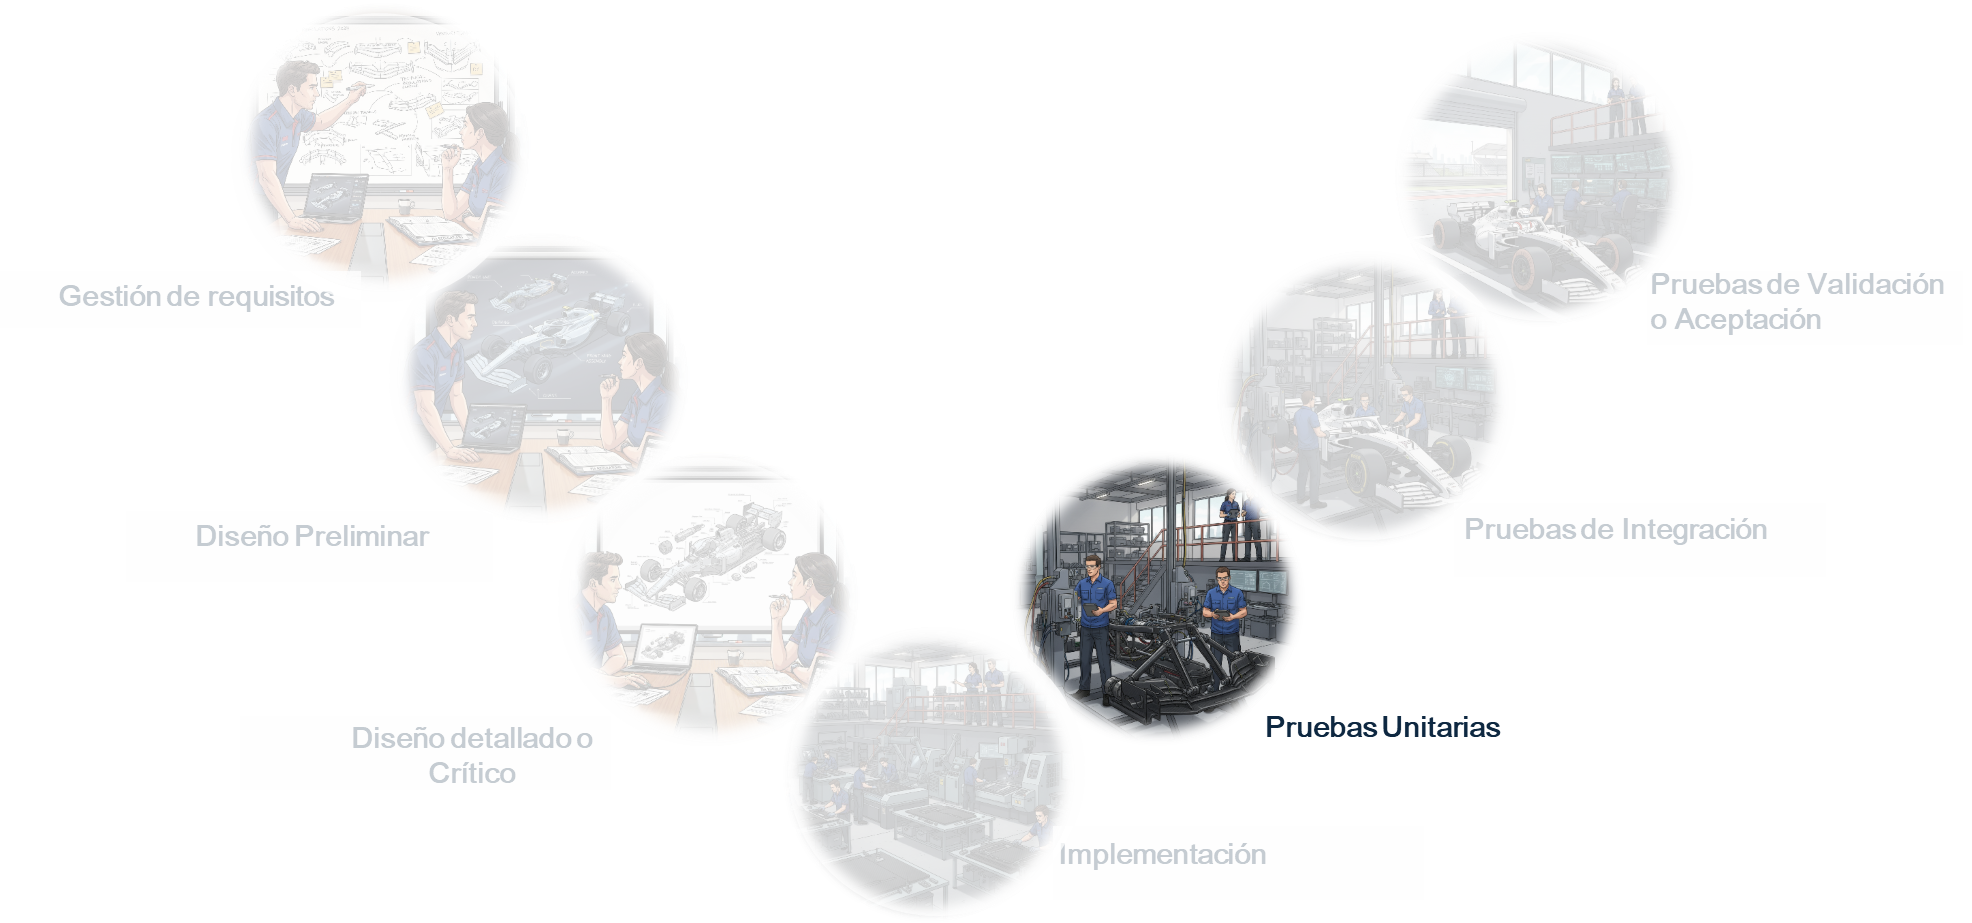 Gestión de requisitos
Diseño Preliminar
Diseño detallado o
Crítico
Implementación
Pruebas Unitarias
Pruebas de Integración
Pruebas de Validación
o Aceptación